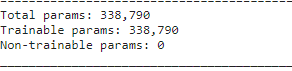 Total params: 338,790
Trainable params: 338,790
Non-trainable params: 0